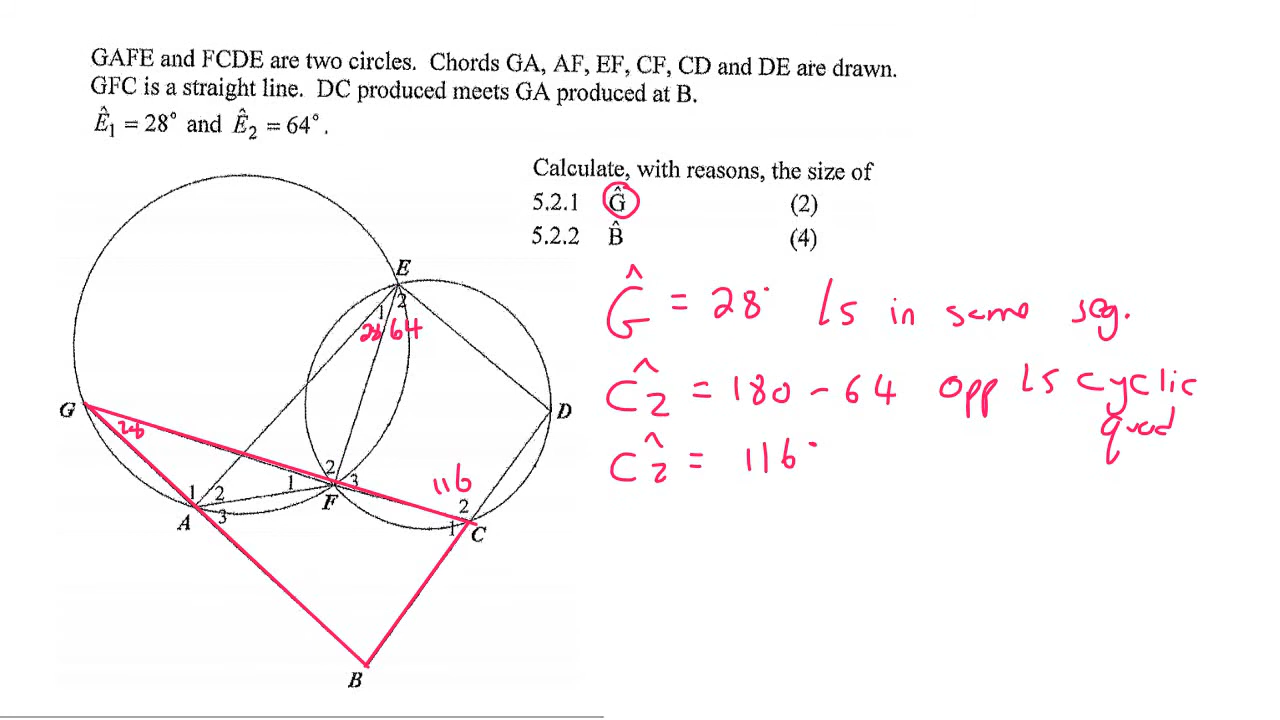 GAFE and FCDE are two circles. Chords GA, AF, EF, CF, CD and DE are drawn.
GFC is a straight line. DC produced meets GA produced at B.
Ê₁ = 28° and Ê₂ = 64°.
Calculate, with reasons, the size of
5.2.1 Ĝ (2)
5.2.2 B̂ (4)
Ĝ = 28° Ls in same seg.
Ĉ₂ = 180 - 64 opp Ls cyclic
quad
Ĉ₂ = 116°
E
1 2
28 64
G
28
D
2
1 3
F
116
1 2
A 3
2
1 C
B